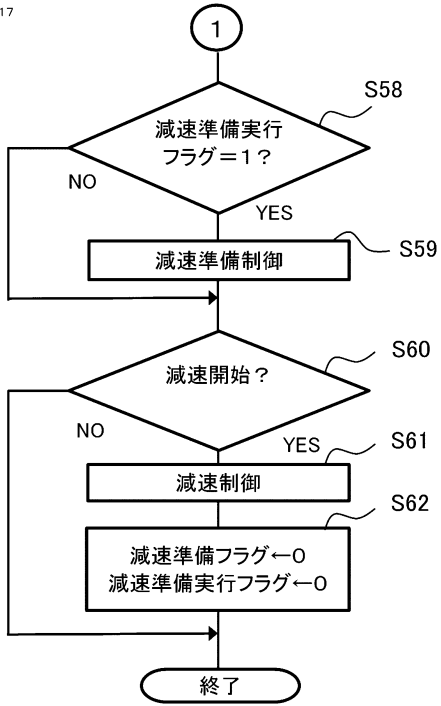 17
1
S58
減速準備実行
フラグ＝1？
NO
YES
S59
減速準備制御
S60
減速開始？
NO
YES
S61
減速制御
S62
減速準備フラグ←0
減速準備実行フラグ←0
終了